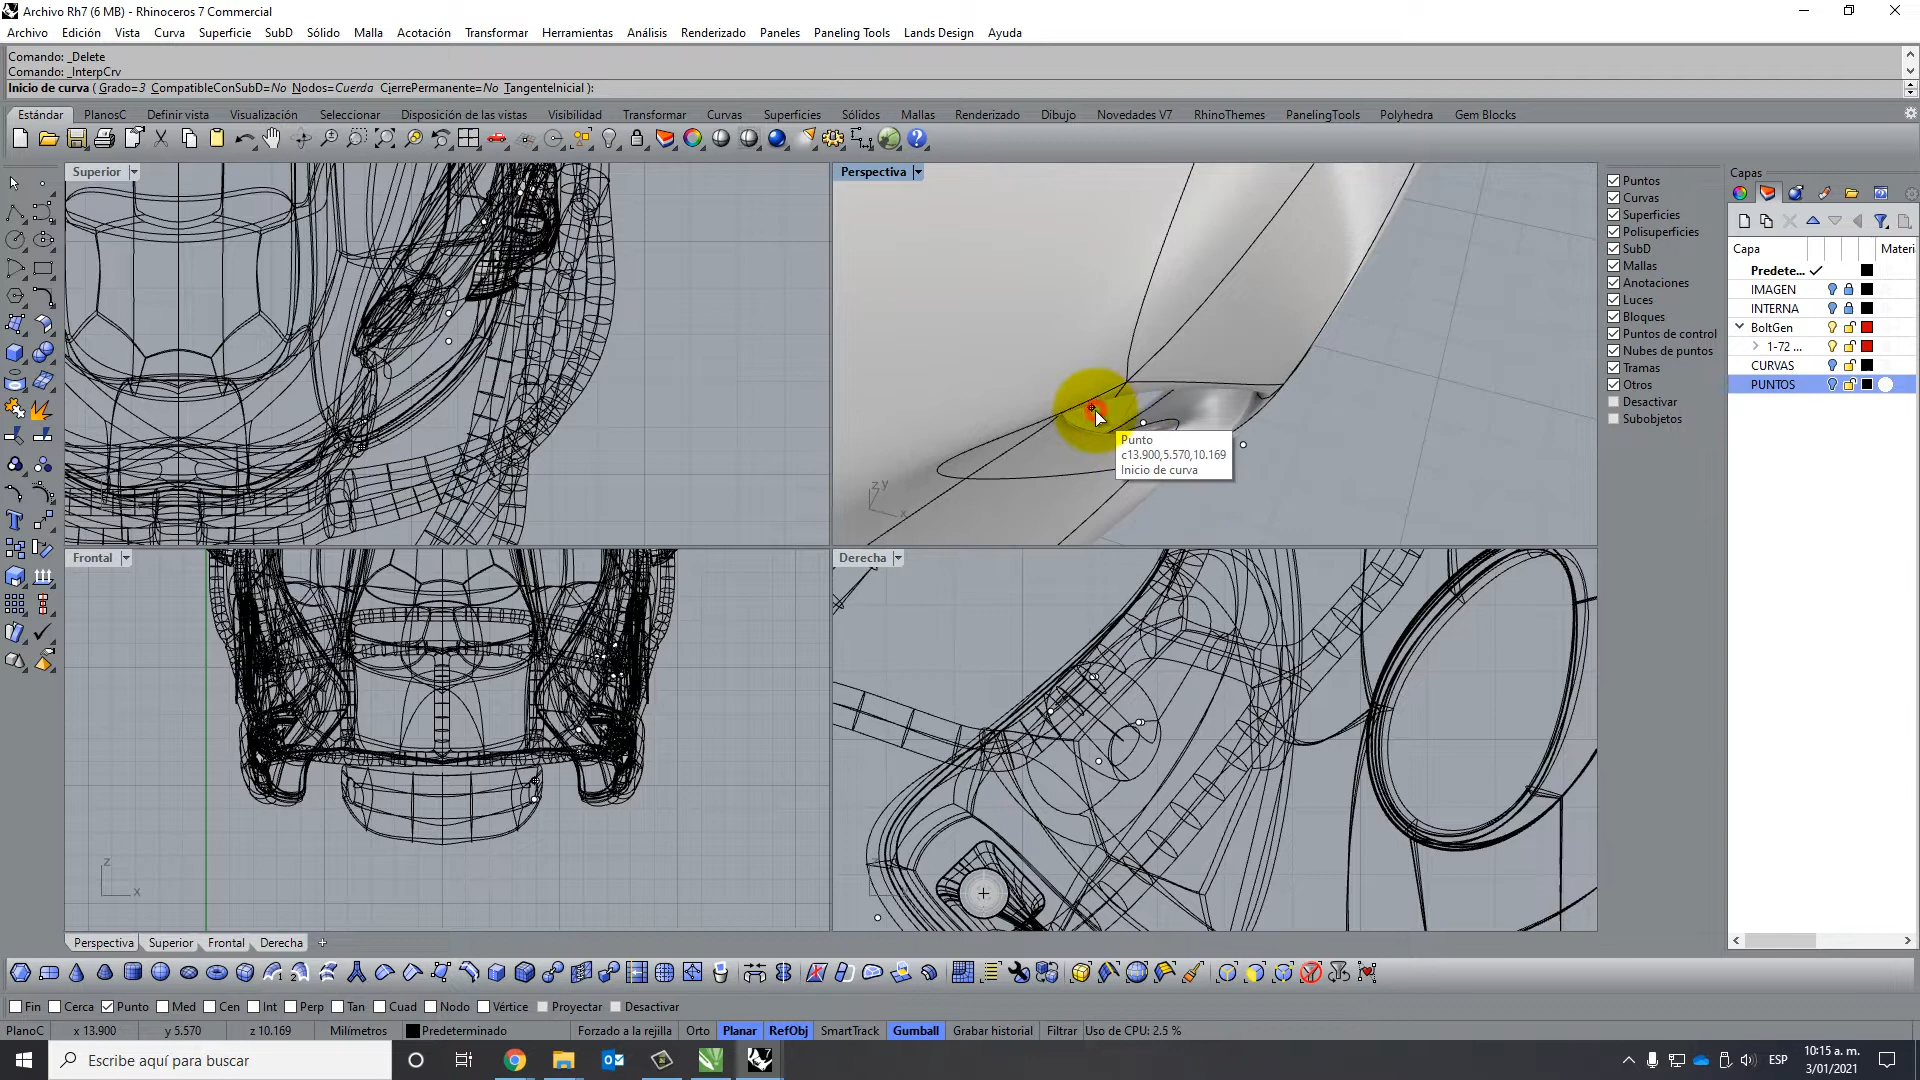 Archivo Rh7 (6 MB) - Rhinoceros 7 Commercial
Archivo Edición Vista Curva Superficie SubD Sólido Malla Acotación Transformar Herramientas Análisis Renderizado Paneles Paneling Tools Lands Design Ayuda
Comando: _Delete
Comando: _InterpCrv
Inicio de curva ( Grado=3 CompatibleConSubD=No Nodos=Cuerda CierrePermanente=No TangenteInicial ):
Estándar PlanosC Definir vista Visualización Seleccionar Disposición de las vistas Visibilidad Transformar Curvas Superficies Sólidos Mallas Renderizado Dibujo Novedades V7 RhinoThemes PanelingTools Polyhedra Gem Blocks
Superior
Perspectiva
Punto
c13.900,5.570,10.169
Inicio de curva
z y
x
Frontal
z
x
Derecha
Puntos
Curvas
Superficies
Polisuperficies
SubD
Mallas
Anotaciones
Luces
Bloques
Puntos de control
Nubes de puntos
Tramas
Otros
Desactivar
Subobjetos
Capas
Capa Materi
Predete...
IMAGEN
INTERNA
BoltGen
1-72 ...
CURVAS
PUNTOS
Perspectiva Superior Frontal Derecha
Fin Cerca Punto Med Cen Int Perp Tan Cuad Nodo Vértice Proyectar Desactivar
PlanoC x 13.900 y 5.570 z 10.169 Milímetros Predeterminado Forzado a la rejilla Orto Planar RefObj SmartTrack Gumball Grabar historial Filtrar Uso de CPU: 2.5 %
Escribe aquí para buscar
ESP
10:15 a. m.
3/01/2021